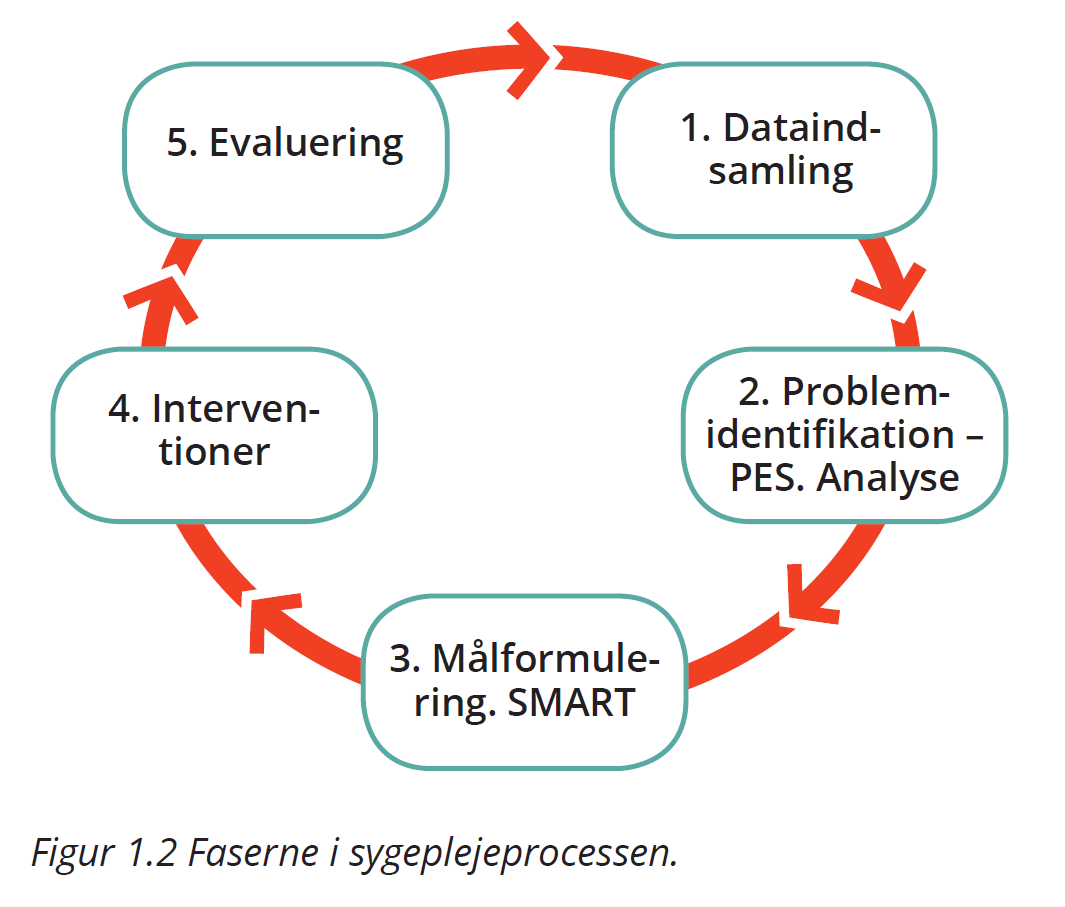 1. Dataind-
samling
2. Problem-
identifikation –
PES. Analyse
3. Målformule-
ring. SMART
4. Interven-
tioner
5. Evaluering
Figur 1.2 Faserne i sygeplejeprocessen.